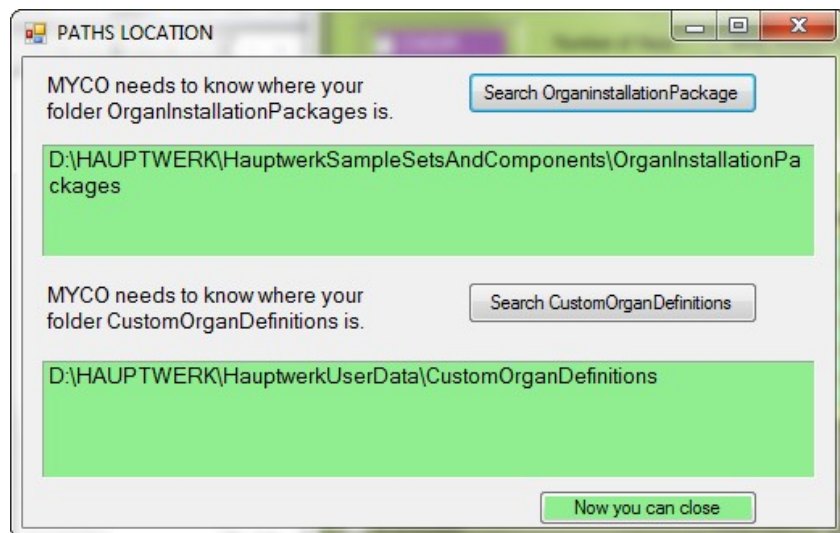 PATHS LOCATION
MYCO needs to know where your
folder OrganInstallationPackages is.
Search OrganinstallationPackage
D:\HAUPTWERK\HauptwerkSampleSetsAndComponents\OrganInstallationPa
ckages
MYCO needs to know where your
folder CustomOrganDefinitions is.
Search CustomOrganDefinitions
D:\HAUPTWERK\HauptwerkUserData\CustomOrganDefinitions
Now you can close